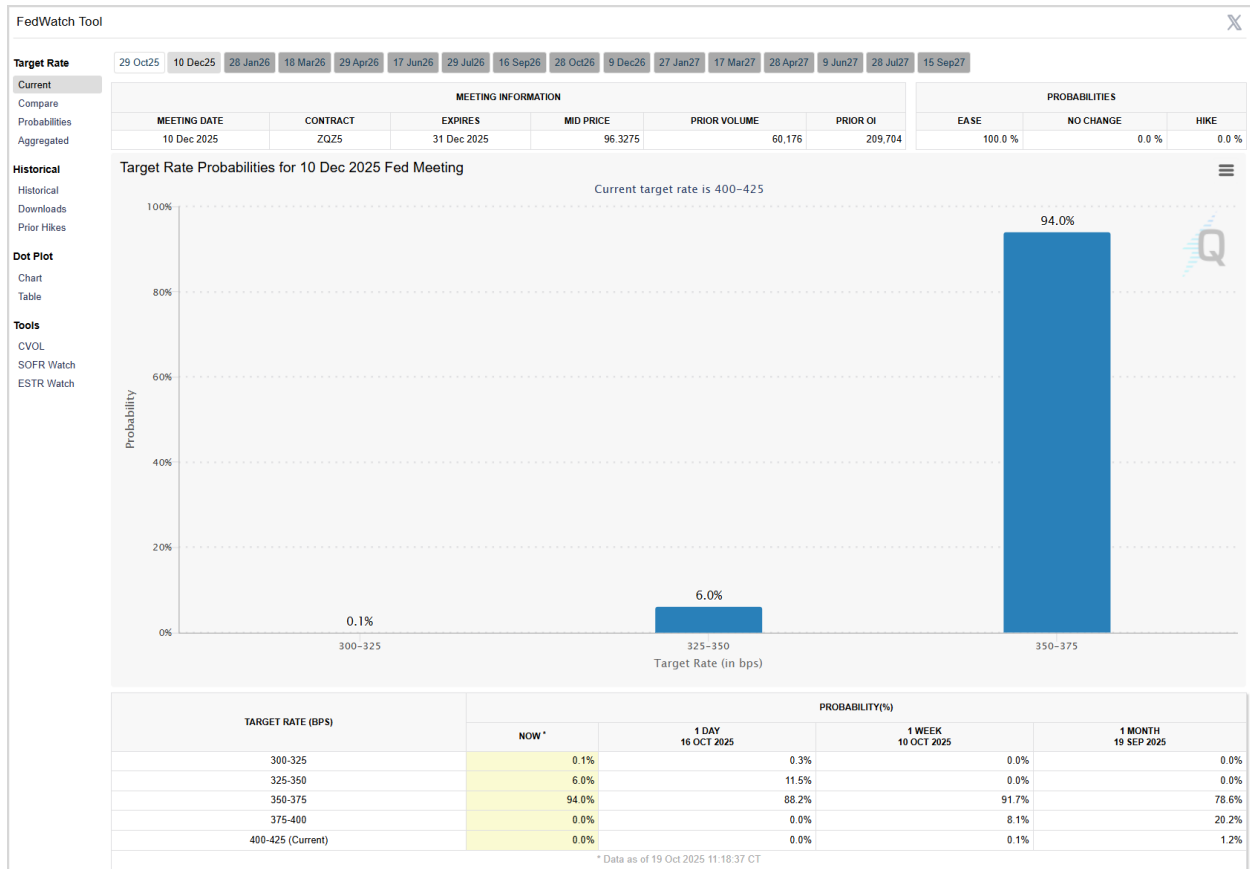 FedWatch Tool
Target Rate
Current
Compare
Probabilities
Aggregated
Historical
Historical
Downloads
Prior Hikes
Dot Plot
Chart
Table
Tools
CVOL
SOFR Watch
ESTR Watch
29 Oct25 10 Dec25 28 Jan26 18 Mar26 29 Apr26 17 Jun26 29 Jul26 16 Sep26 28 Oct26 9 Dec26 27 Jan27 17 Mar27 28 Apr27 9 Jun27 28 Jul27 15 Sep27
MEETING INFORMATION
MEETING DATE CONTRACT EXPIRES MID PRICE PRIOR VOLUME PRIOR OI
10 Dec 2025 ZQZ5 31 Dec 2025 96.3275 60,176 209,704
PROBABILITIES
EASE NO CHANGE HIKE
100.0 % 0.0 % 0.0 %
Target Rate Probabilities for 10 Dec 2025 Fed Meeting
Current target rate is 400–425
Probability
100%
80%
60%
40%
20%
0%
0.1%
6.0%
94.0%
Q
300–325 325–350 350–375
Target Rate (in bps)
TARGET RATE (BPS) PROBABILITY(%)
NOW * 1 DAY 1 WEEK 1 MONTH
16 OCT 2025 10 OCT 2025 19 SEP 2025
300-325 0.1% 0.3% 0.0% 0.0%
325-350 6.0% 11.5% 0.0% 0.0%
350-375 94.0% 88.2% 91.7% 78.6%
375-400 0.0% 0.0% 8.1% 20.2%
400-425 (Current) 0.0% 0.0% 0.1% 1.2%
* Data as of 19 Oct 2025 11:18:37 CT